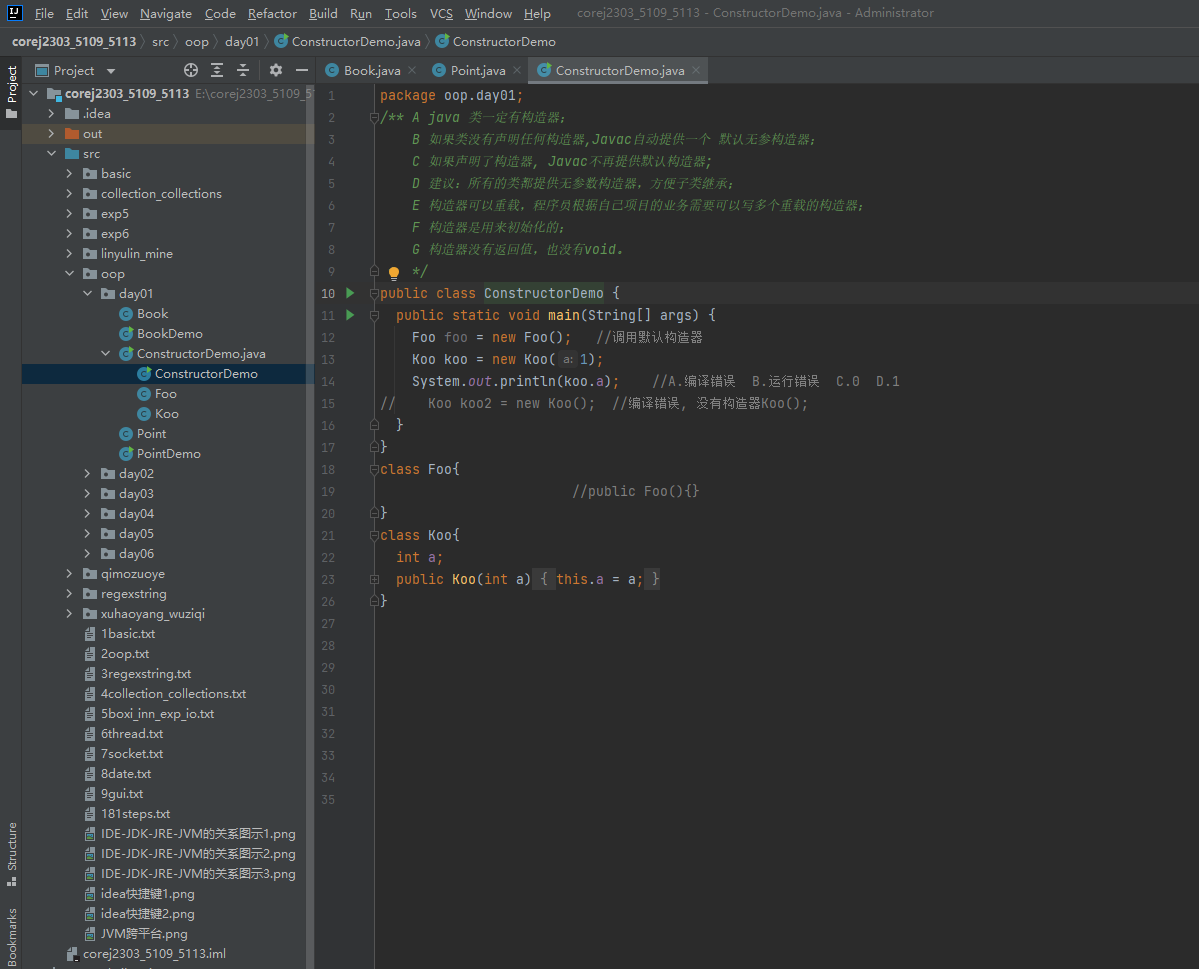 File Edit View Navigate Code Refactor Build Run Tools VCS Window Help corej2303_5109_5113 - ConstructorDemo.java - Administrator
corej2303_5109_5113 src oop day01 ConstructorDemo.java ConstructorDemo
Project
Project
Book.java Point.java ConstructorDemo.java
corej2303_5109_5113 E:\corej2303_5109_5
.idea
out
src
basic
collection_collections
exp5
exp6
linyulin_mine
oop
day01
Book
BookDemo
ConstructorDemo.java
ConstructorDemo
Foo
Koo
Point
PointDemo
day02
day03
day04
day05
day06
qimozuoye
regexstring
xuhaoyang_wuziqi
1basic.txt
2oop.txt
3regexstring.txt
4collection_collections.txt
5boxi_inn_exp_io.txt
6thread.txt
7socket.txt
8date.txt
9gui.txt
181steps.txt
IDE-JDK-JRE-JVM的关系图示1.png
IDE-JDK-JRE-JVM的关系图示2.png
IDE-JDK-JRE-JVM的关系图示3.png
idea快捷键1.png
idea快捷键2.png
JVM跨平台.png
corej2303_5109_5113.iml
Structure
Bookmarks
1 package oop.day01;
2 /** A java 类一定有构造器;
3 B 如果类没有声明任何构造器,Javac自动提供一个 默认无参构造器;
4 C 如果声明了构造器, Javac不再提供默认构造器;
5 D 建议：所有的类都提供无参数构造器，方便子类继承;
6 E 构造器可以重载，程序员根据自己项目的业务需要可以写多个重载的构造器;
7 F 构造器是用来初始化的;
8 G 构造器没有返回值，也没有void.
9 */
10 public class ConstructorDemo {
11 public static void main(String[] args) {
12 Foo foo = new Foo(); //调用默认构造器
13 Koo koo = new Koo( a: 1);
14 System.out.println(koo.a); //A.编译错误 B.运行错误 C.0 D.1
15 // Koo koo2 = new Koo(); //编译错误, 没有构造器Koo();
16 }
17 }
18 class Foo{
19 //public Foo(){}
20 }
21 class Koo{
22 int a;
23 public Koo(int a) { this.a = a; }
26 }
27
28
29
30
31
32
33
34
35